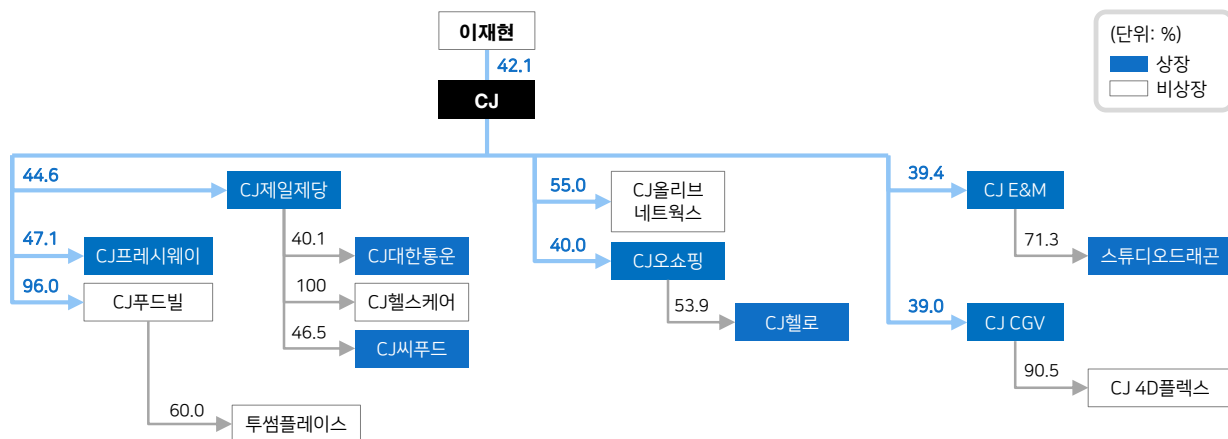 이재현
(단위: %)
상장
비상장
42.1
CJ
44.6
CJ제일제당
55.0
CJ올리브
네트웍스
39.4
CJ E&M
47.1
CJ프레시웨이
40.1
CJ대한통운
40.0
CJ오쇼핑
71.3
스튜디오드래곤
96.0
CJ푸드빌
100
CJ헬스케어
53.9
CJ헬로
39.0
CJ CGV
46.5
CJ씨푸드
90.5
CJ 4D플렉스
60.0
투썸플레이스